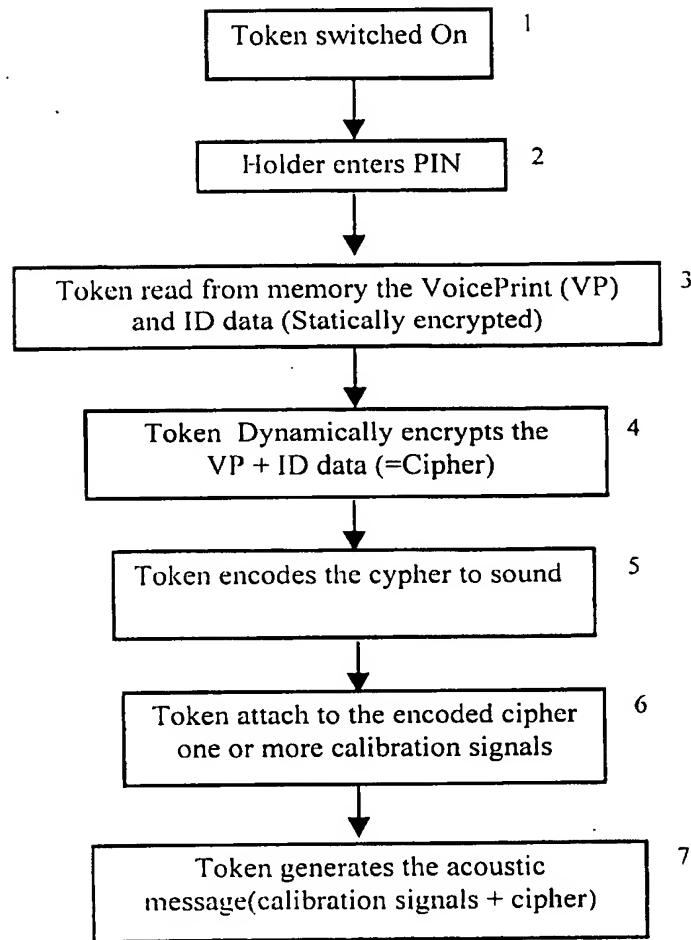 Token switched On
1
Holder enters PIN
2
Token read from memory the VoicePrint (VP)
and ID data (Statically encrypted)
3
Token Dynamically encrypts the
VP + ID data (=Cipher)
4
Token encodes the cypher to sound
5
Token attach to the encoded cipher
one or more calibration signals
6
Token generates the acoustic
message(calibration signals + cipher)
7